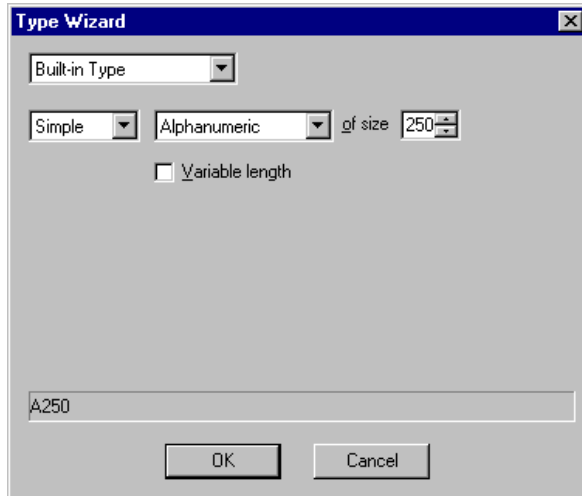 Type Wizard
Built-in Type
Simple Alphanumeric of size 250
Variable length
A250
OK Cancel